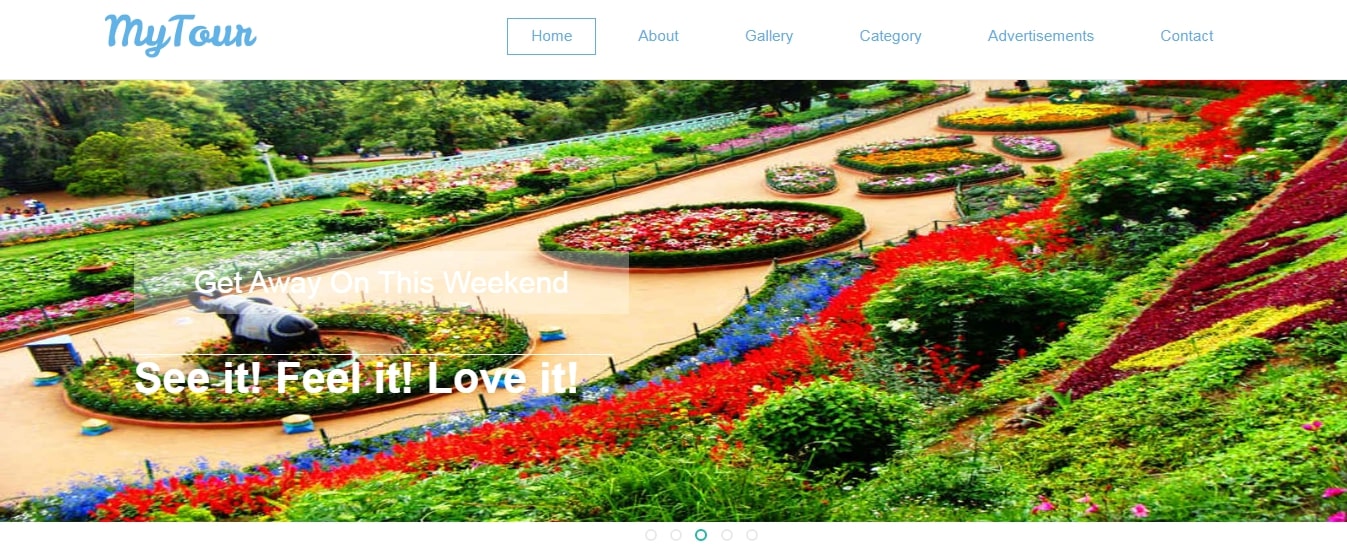 MyTour
Home About Gallery Category Advertisements Contact
Get Away On This Weekend
See it! Feel it! Love it!